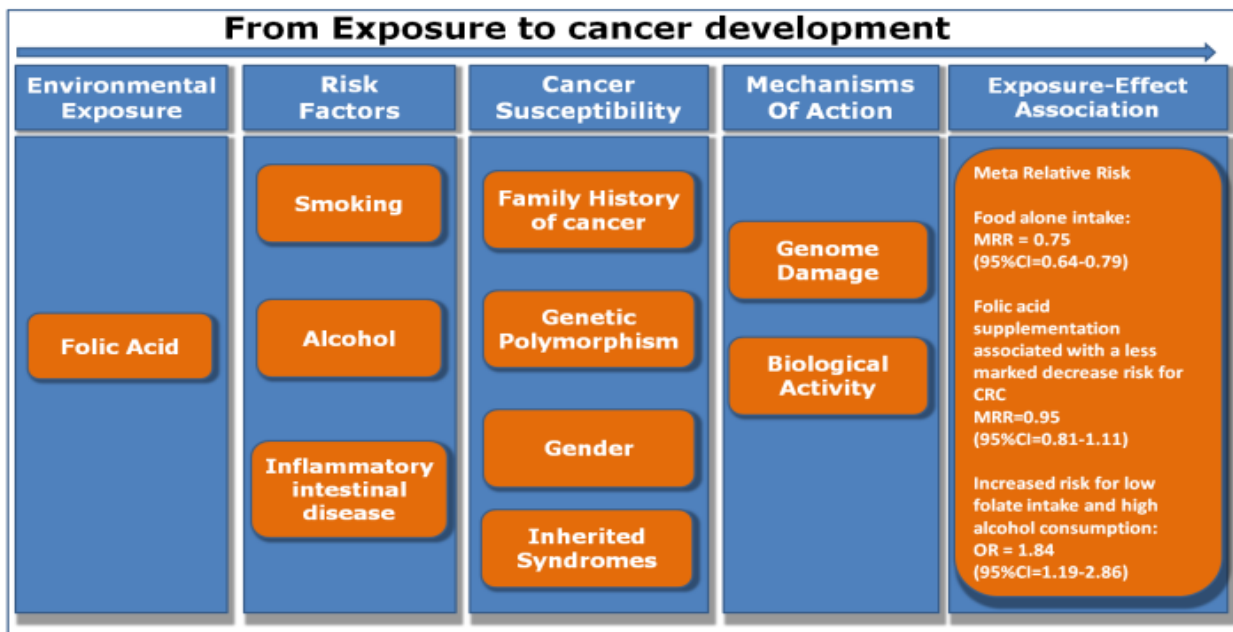 From Exposure to cancer development
Environmental
Exposure
Risk
Factors
Cancer
Susceptibility
Mechanisms
Of Action
Exposure-Effect
Association
Folic Acid
Smoking
Alcohol
Inflammatory
intestinal
disease
Family History
of cancer
Genetic
Polymorphism
Gender
Inherited
Syndromes
Genome
Damage
Biological
Activity
Meta Relative Risk
Food alone intake:
MRR = 0.75
(95%CI=0.64-0.79)
Folic acid
supplementation
associated with a less
marked decrease risk for
CRC
MRR=0.95
(95%CI=0.81-1.11)
Increased risk for low
folate intake and high
alcohol consumption:
OR = 1.84
(95%CI=1.19-2.86)